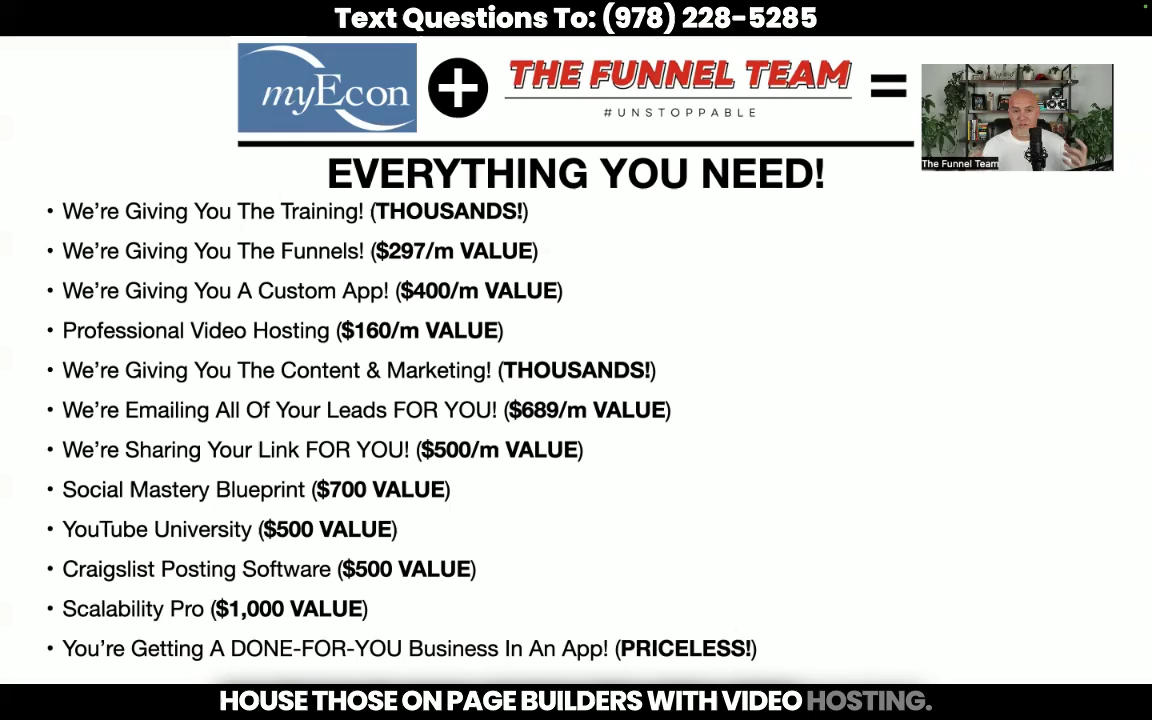 Text Questions To: (978) 228-5285
myEcon
THE FUNNEL TEAM
#UNSTOPPABLE
=
The Funnel Team
EVERYTHING YOU NEED!
• We’re Giving You The Training! (THOUSANDS!)
• We’re Giving You The Funnels! ($297/m VALUE)
• We’re Giving You A Custom App! ($400/m VALUE)
• Professional Video Hosting ($160/m VALUE)
• We’re Giving You The Content & Marketing! (THOUSANDS!)
• We’re Emailing All Of Your Leads FOR YOU! ($689/m VALUE)
• We’re Sharing Your Link FOR YOU! ($500/m VALUE)
• Social Mastery Blueprint ($700 VALUE)
• YouTube University ($500 VALUE)
• Craigslist Posting Software ($500 VALUE)
• Scalability Pro ($1,000 VALUE)
• You’re Getting A DONE-FOR-YOU Business In An App! (PRICELESS!)
HOUSE THOSE ON PAGE BUILDERS WITH VIDEO HOSTING.